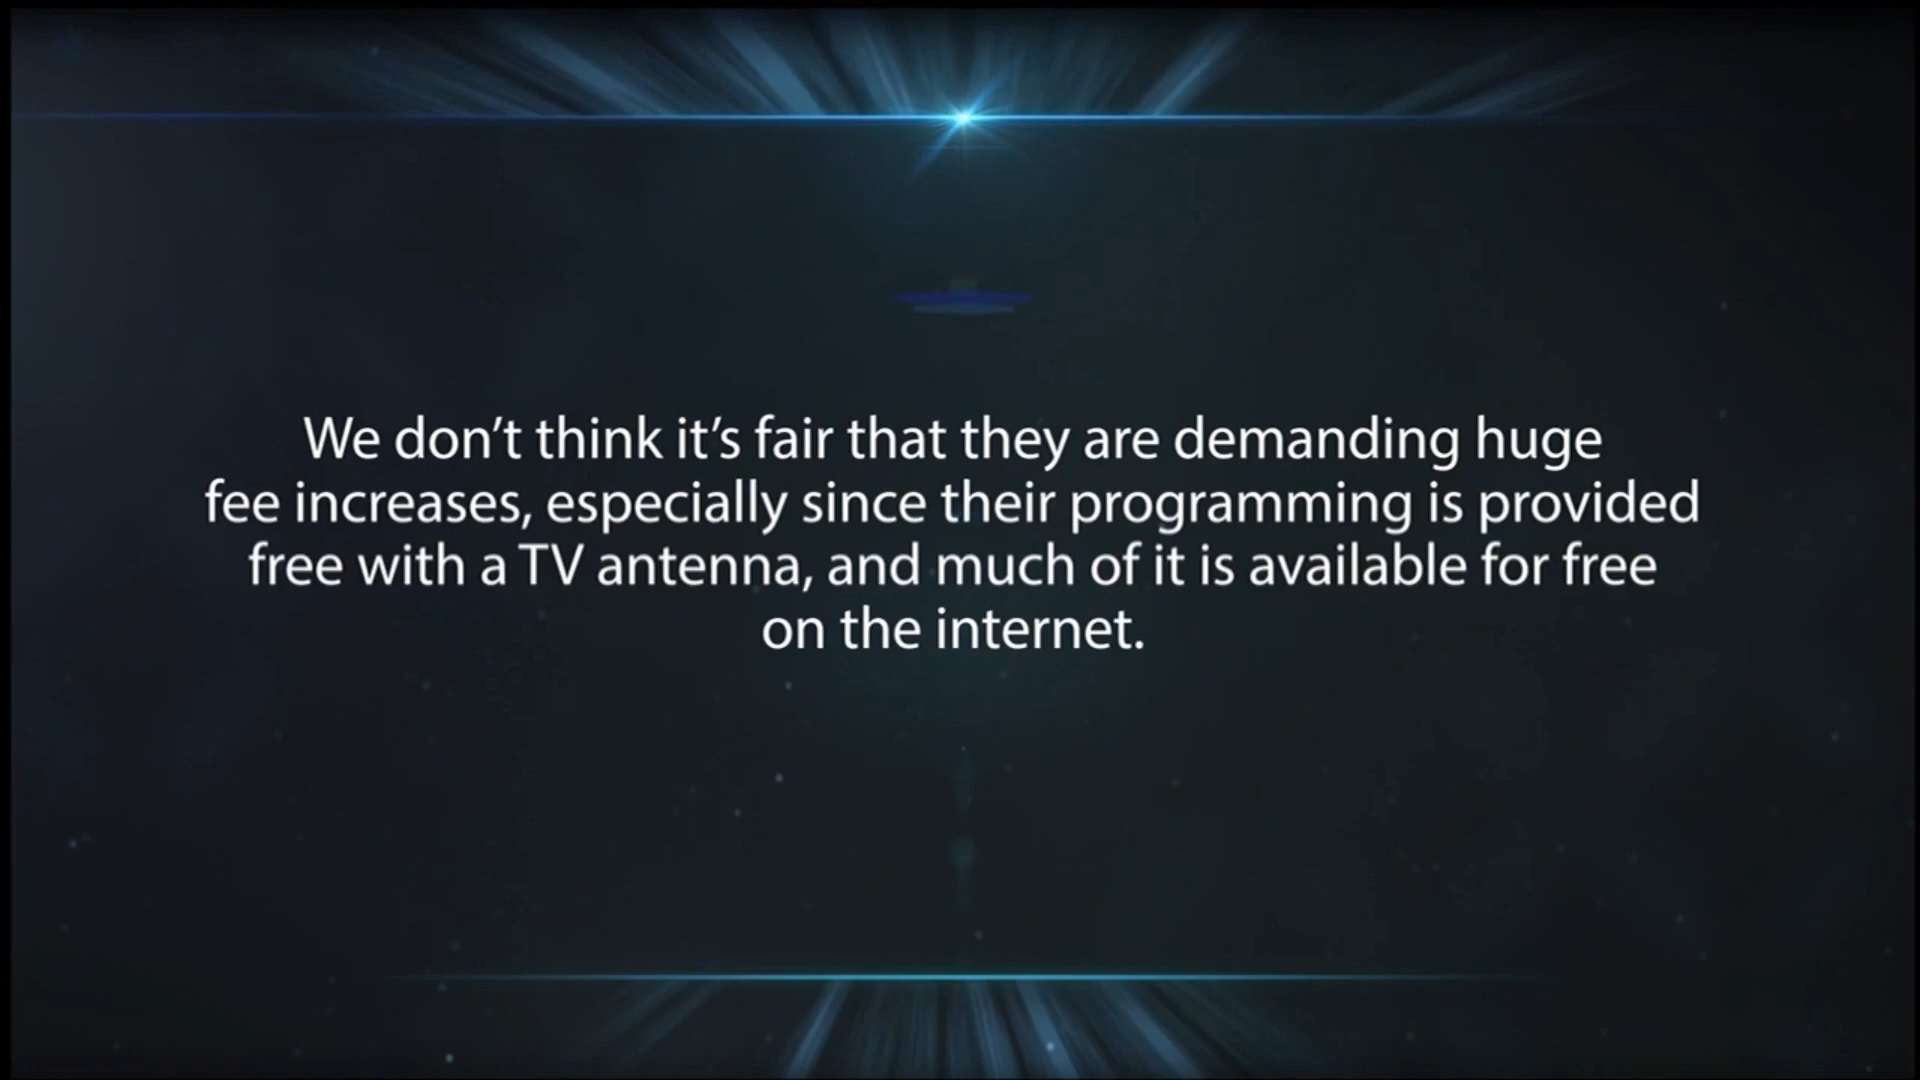 We don’t think it’s fair that they are demanding huge
fee increases, especially since their programming is provided
free with a TV antenna, and much of it is available for free
on the internet.